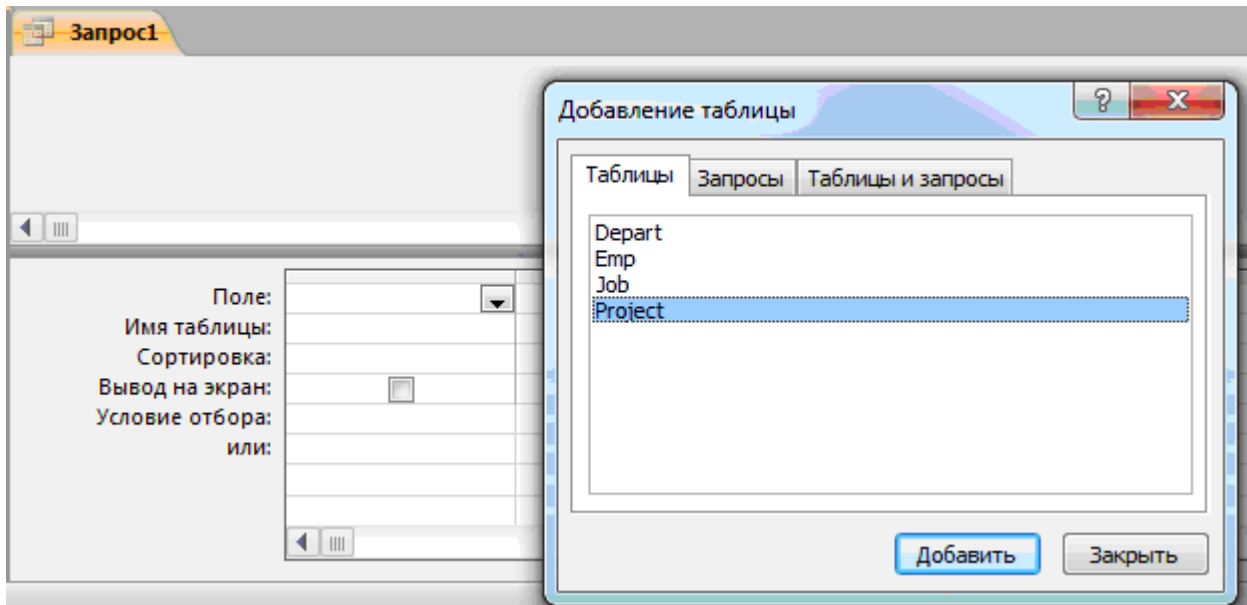 Запрос1
Добавление таблицы
?
Таблицы Запросы Таблицы и запросы
Depart
Emp
Job
Project
Поле:
Имя таблицы:
Сортировка:
Вывод на экран:
Условие отбора:
или:
Добавить Закрыть